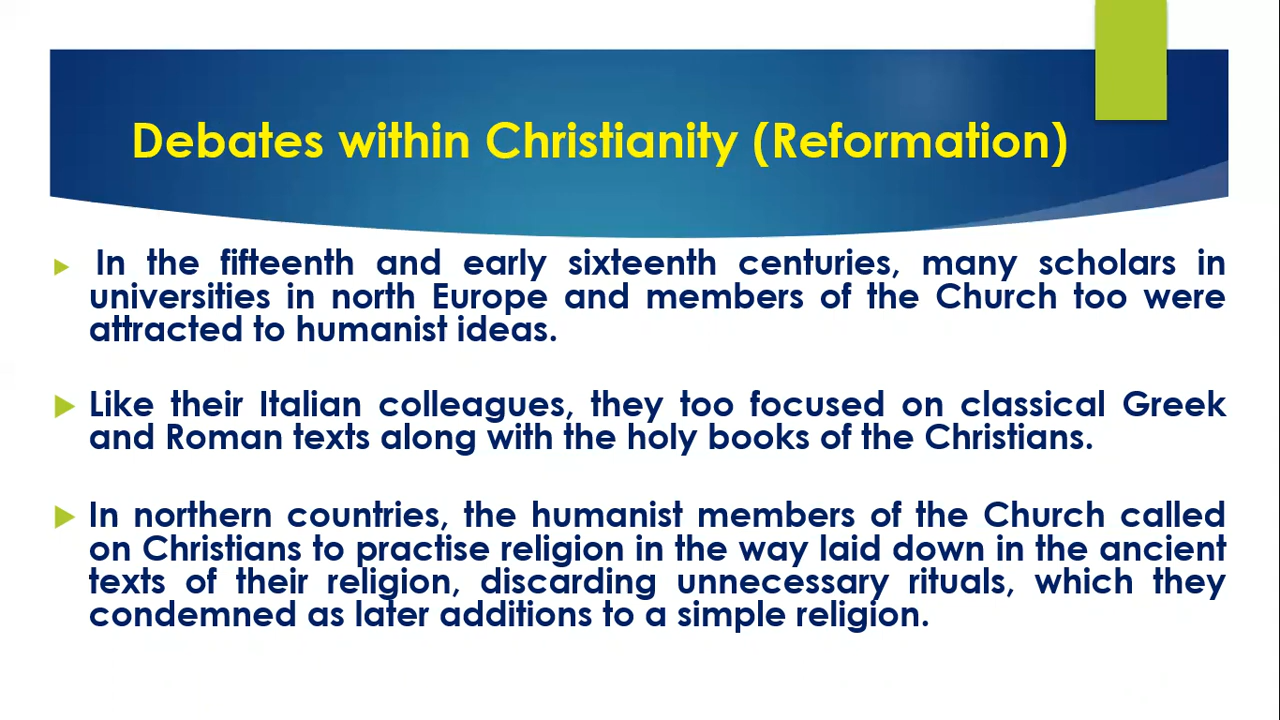 Debates within Christianity (Reformation)
In the fifteenth and early sixteenth centuries, many scholars in
universities in north Europe and members of the Church too were
attracted to humanist ideas.
Like their Italian colleagues, they too focused on classical Greek
and Roman texts along with the holy books of the Christians.
In northern countries, the humanist members of the Church called
on Christians to practise religion in the way laid down in the ancient
texts of their religion, discarding unnecessary rituals, which they
condemned as later additions to a simple religion.